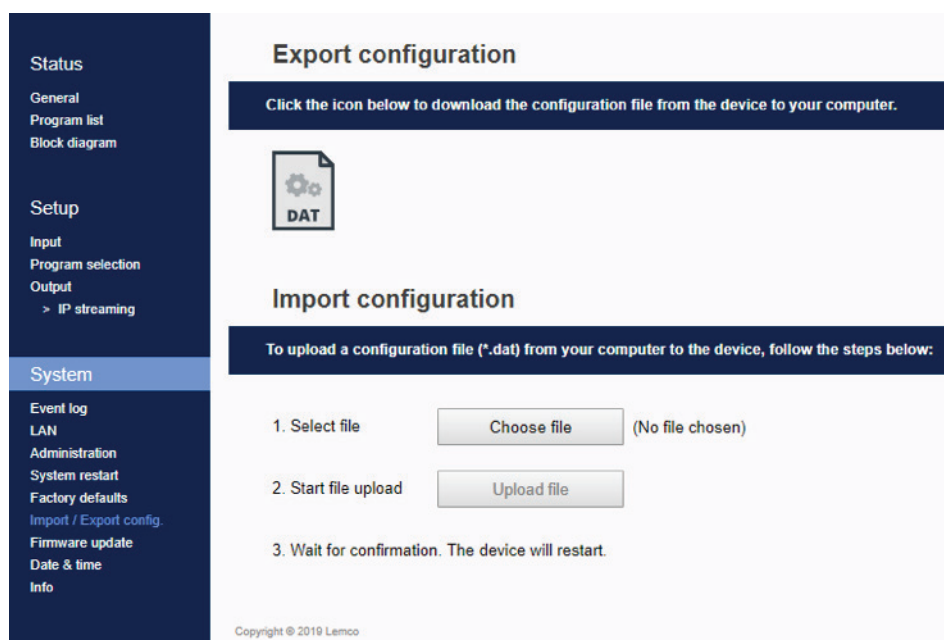 Status
General
Program list
Block diagram
Setup
Input
Program selection
Output
> IP streaming
System
Event log
LAN
Administration
System restart
Factory defaults
Import / Export config.
Firmware update
Date & time
Info
Export configuration
Click the icon below to download the configuration file from the device to your computer.
DAT
Import configuration
To upload a configuration file (*.dat) from your computer to the device, follow the steps below:
1. Select file Choose file (No file chosen)
2. Start file upload Upload file
3. Wait for confirmation. The device will restart.
Copyright © 2019 Lemco